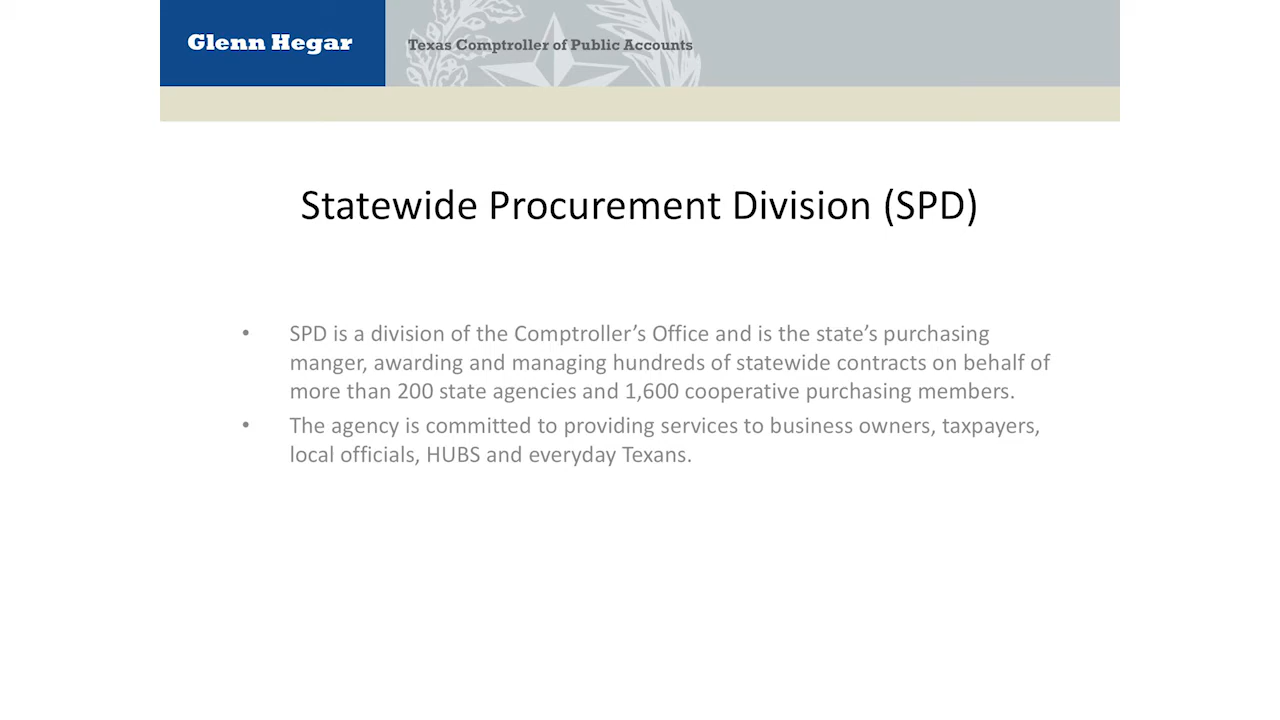 Glenn Hegar
Texas Comptroller of Public Accounts
Statewide Procurement Division (SPD)
• SPD is a division of the Comptroller’s Office and is the state’s purchasing
manger, awarding and managing hundreds of statewide contracts on behalf of
more than 200 state agencies and 1,600 cooperative purchasing members.
• The agency is committed to providing services to business owners, taxpayers,
local officials, HUBS and everyday Texans.